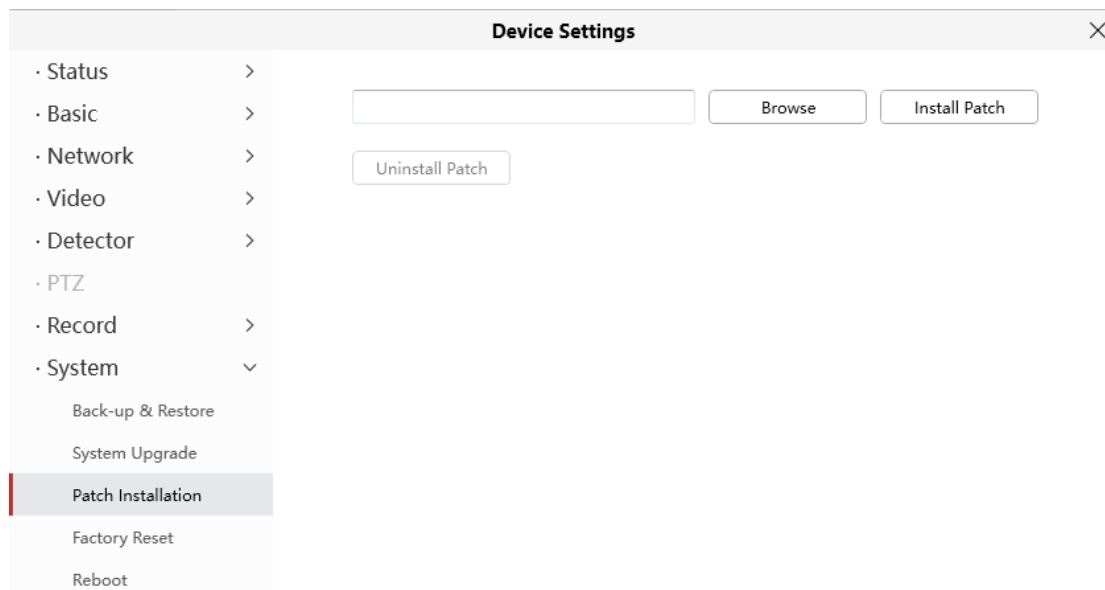 Device Settings
· Status
· Basic
· Network
· Video
· Detector
· PTZ
· Record
· System
Back-up & Restore
System Upgrade
Patch Installation
Factory Reset
Reboot
Browse
Install Patch
Uninstall Patch